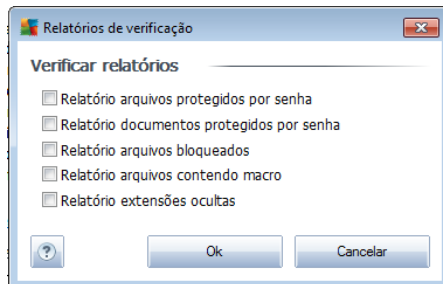 Relatórios de verificação
Verificar relatórios
Relatório arquivos protegidos por senha
Relatório documentos protegidos por senha
Relatório arquivos bloqueados
Relatório arquivos contendo macro
Relatório extensões ocultas
?
Ok
Cancelar